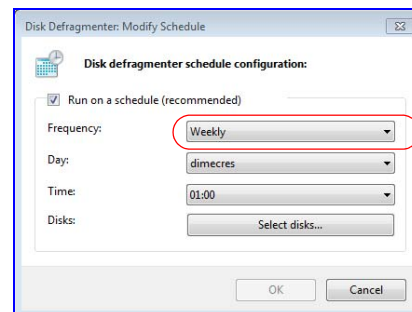 Disk Defragmenter: Modify Schedule
Disk defragmenter schedule configuration:
Run on a schedule (recommended)
Frequency: Weekly
Day: dimecres
Time: 01:00
Disks: Select disks...
OK Cancel